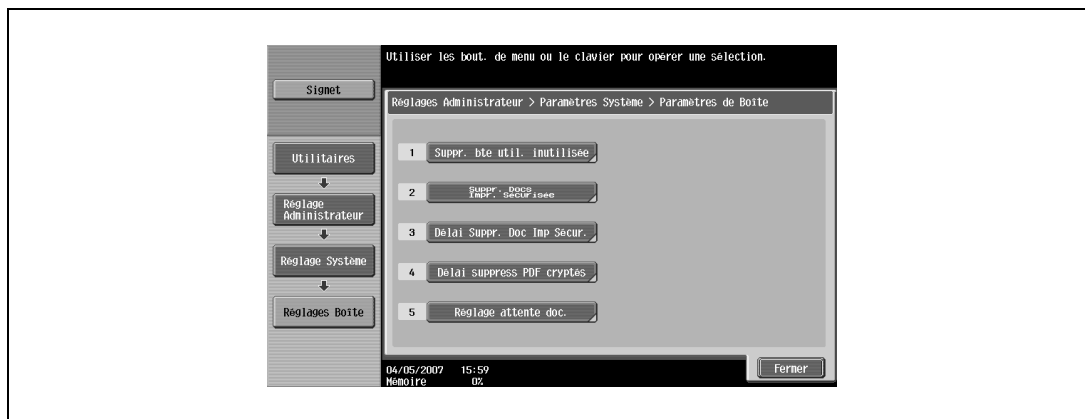 Utiliser les bout. de menu ou le clavier pour opérer une sélection.
Signet
Réglages Administrateur > Paramètres Système > Paramètres de Boîte
Utilitaires
Réglage
Administrateur
Réglage Système
Réglages Boîte
1 Suppr. bte util. inutilisée
2 Suppr. Docs
Impr. Sécurisée
3 Délai Suppr. Doc Imp Sécur.
4 Délai suppress PDF cryptés
5 Réglage attente doc.
04/05/2007 15:59
Mémoire 0%
Fermer